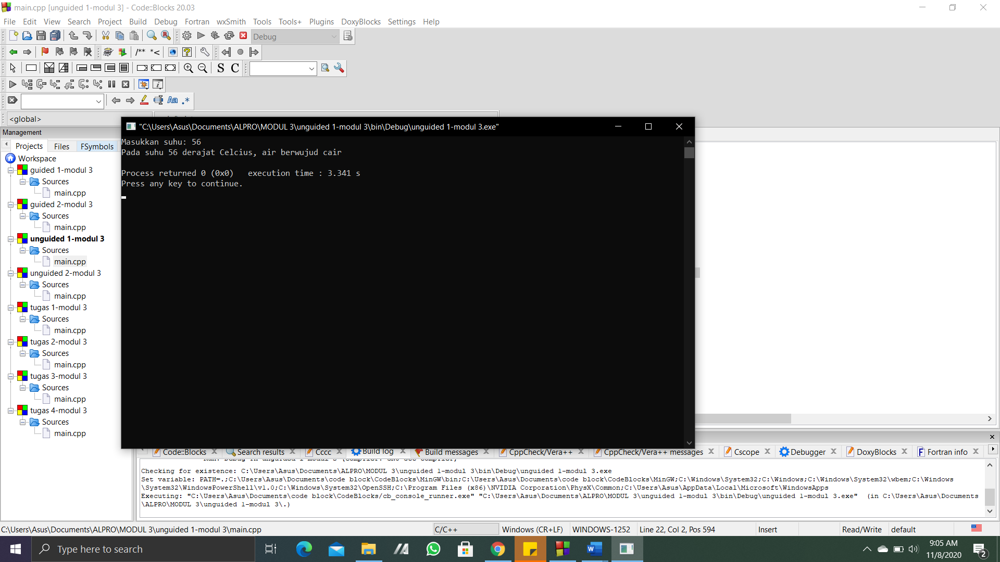 main.cpp [unguided 1-modul 3] - Code::Blocks 20.03
File Edit View Search Project Build Debug Fortran wxSmith Tools Tools+ Plugins DoxyBlocks Settings Help
Debug
/** *<
S C
Aa .*
<global>
Management
Projects Files FSymbols
Workspace
guided 1-modul 3
Sources
main.cpp
guided 2-modul 3
Sources
main.cpp
unguided 1-modul 3
Sources
main.cpp
unguided 2-modul 3
Sources
main.cpp
tugas 1-modul 3
Sources
main.cpp
tugas 2-modul 3
Sources
main.cpp
tugas 3-modul 3
Sources
main.cpp
tugas 4-modul 3
Sources
main.cpp
"C:\Users\Asus\Documents\ALPRO\MODUL 3\unguided 1-modul 3\bin\Debug\unguided 1-modul 3.exe"
Masukkan suhu: 56
Pada suhu 56 derajat Celcius, air berwujud cair
Process returned 0 (0x0)   execution time : 3.341 s
Press any key to continue.
Code::Blocks Search results Cccc Build log Build messages CppCheck/Vera++ CppCheck/Vera++ messages Cscope Debugger DoxyBlocks Fortran info
Checking for existence: C:\Users\Asus\Documents\ALPRO\MODUL 3\unguided 1-modul 3\bin\Debug\unguided 1-modul 3.exe
Set variable: PATH=.;C:\Users\Asus\Documents\code block\CodeBlocks\MinGW\bin;C:\Users\Asus\Documents\code block\CodeBlocks\MinGW;C:\Windows\System32;C:\Windows;C:\Windows\System32\wbem;C:\Windows
\System32\WindowsPowerShell\v1.0;C:\Windows\System32\OpenSSH;C:\Program Files (x86)\NVIDIA Corporation\PhysX\Common;C:\Users\Asus\AppData\Local\Microsoft\WindowsApps
Executing: "C:\Users\Asus\Documents\code block\CodeBlocks/cb_console_runner.exe" "C:\Users\Asus\Documents\ALPRO\MODUL 3\unguided 1-modul 3\bin\Debug\unguided 1-modul 3.exe"  (in C:\Users\Asus\Documents
\ALPRO\MODUL 3\unguided 1-modul 3\.)
C:\Users\Asus\Documents\ALPRO\MODUL 3\unguided 1-modul 3\main.cpp C/C++ Windows (CR+LF) WINDOWS-1252 Line 22, Col 2, Pos 594 Insert Read/Write default
Type here to search
9:05 AM
11/8/2020
2